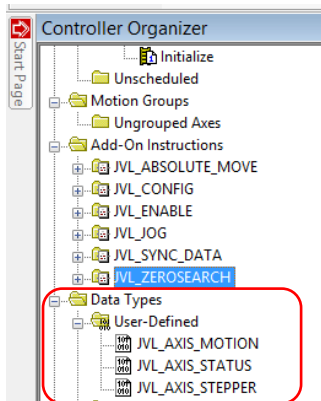 Controller Organizer
Start Page
Initialize
Unscheduled
Motion Groups
Ungrouped Axes
Add-On Instructions
JVL_ABSOLUTE_MOVE
JVL_CONFIG
JVL_ENABLE
JVL_JOG
JVL_SYNC_DATA
JVL_ZEROSEARCH
Data Types
User-Defined
JVL_AXIS_MOTION
JVL_AXIS_STATUS
JVL_AXIS_STEPPER